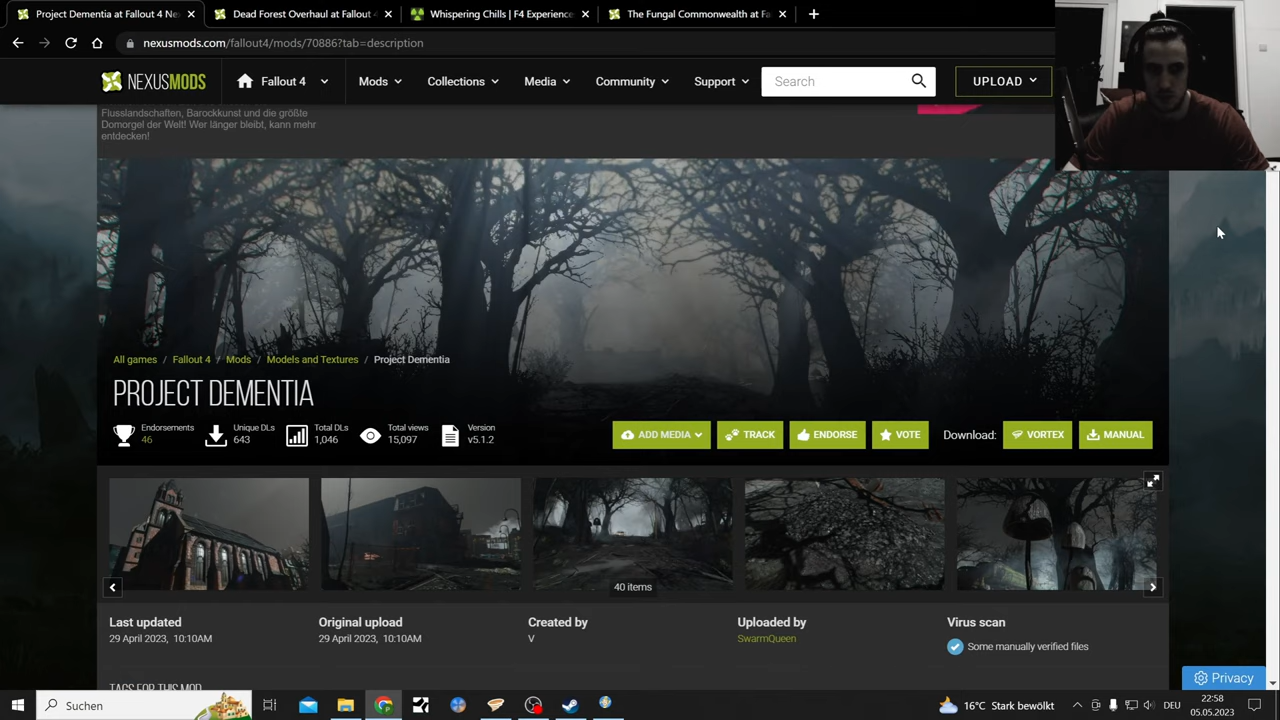 Project Dementia at Fallout 4 Ne
Dead Forest Overhaul at Fallout 4
Whispering Chills | F4 Experience
The Fungal Commonwealth at Fa
nexusmods.com/fallout4/mods/70886?tab=description
NEXUSMODS
Fallout 4
Mods
Collections
Media
Community
Support
Search
UPLOAD
Flusslandschaften, Barockkunst und die größte
Domorgel der Welt! Wer länger bleibt, kann mehr
entdecken!
All games / Fallout 4 / Mods / Models and Textures / Project Dementia
PROJECT DEMENTIA
Endorsements
46
Unique DLs
643
Total DLs
1,046
Total views
15,097
Version
v5.1.2
ADD MEDIA
TRACK
ENDORSE
VOTE
Download:
VORTEX
MANUAL
40 items
Last updated
29 April 2023, 10:10AM
Original upload
29 April 2023, 10:10AM
Created by
V
Uploaded by
SwarmQueen
Virus scan
Some manually verified files
TAGS FOR THIS MOD
Privacy
Suchen
16°C Stark bewölkt
DEU
22:58
05.05.2023